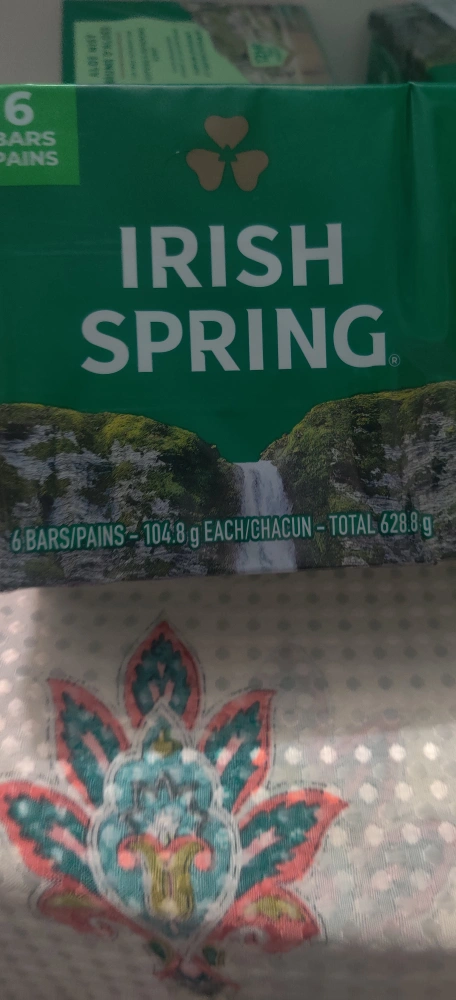 6
BARS
PAINS
IRISH
SPRING®
6 BARS/PAINS - 104.8 g EACH/CHACUN - TOTAL 628.8 g